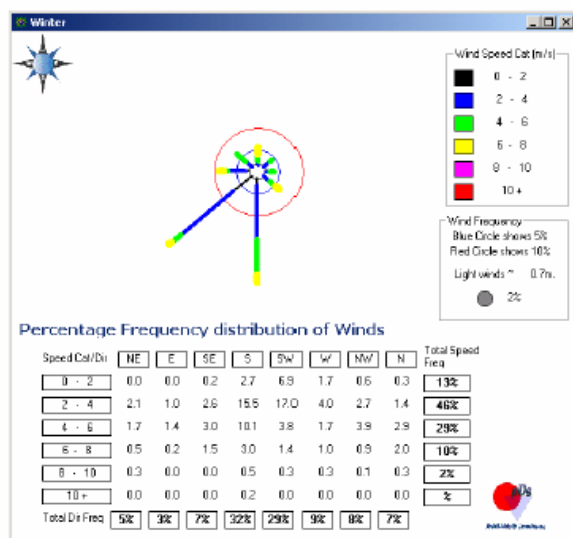 Winter
Wind Speed Cat (m/s)
0 - 2
2 - 4
4 - 6
6 - 8
8 - 10
10 +
Wind Frequency
Blue Circle shows 5%
Red Circle shows 10%
Light winds ~ 0.7m.
2%
Percentage Frequency distribution of Winds
Speed Cat/Dir NE E SE S SW W NW N Total Speed Freq
0 - 2 0.0 0.0 0.2 2.7 6.9 1.7 0.6 0.3 13%
2 - 4 2.1 1.0 2.6 15.5 17.0 4.0 2.7 1.4 46%
4 - 6 1.7 1.4 3.0 10.1 3.8 1.7 3.9 2.9 29%
6 - 8 0.5 0.2 1.5 3.0 1.4 1.0 0.9 2.0 10%
8 - 10 0.3 0.0 0.0 0.5 0.3 0.3 0.1 0.3 2%
10 + 0.0 0.0 0.0 0.2 0.0 0.0 0.0 0.0 %
Total Dir Freq 5% 3% 7% 32% 29% 9% 8% 7%